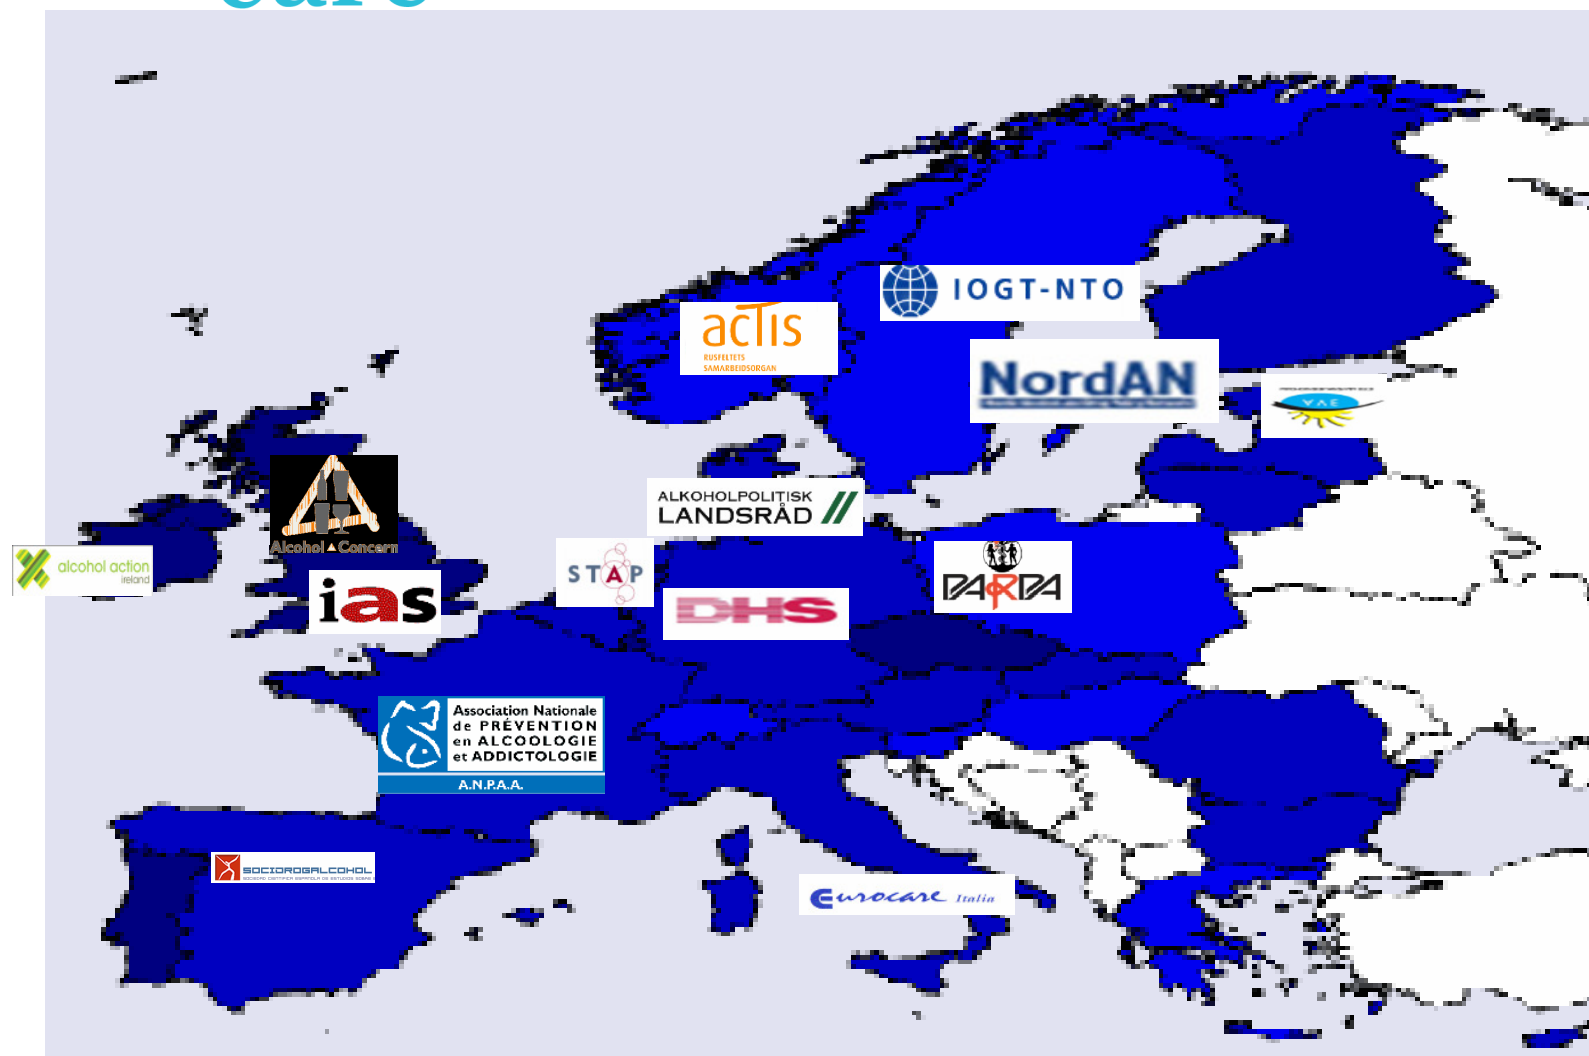 IOGT-NTO
actis
RUSFELTETS
SAMARBEIDSORGAN
NordAN
Alcohol Concern
ALKOHOLPOLITISK
LANDSRÅD //
alcohol action
ireland
STAP
PARPA
ias
DHS
Association Nationale
de PRÉVENTION
en ALCOOLOGIE
et ADDICTOLOGIE
A.N.P.A.A.
SOCIDROGALCOHOL
Eurocare Italia